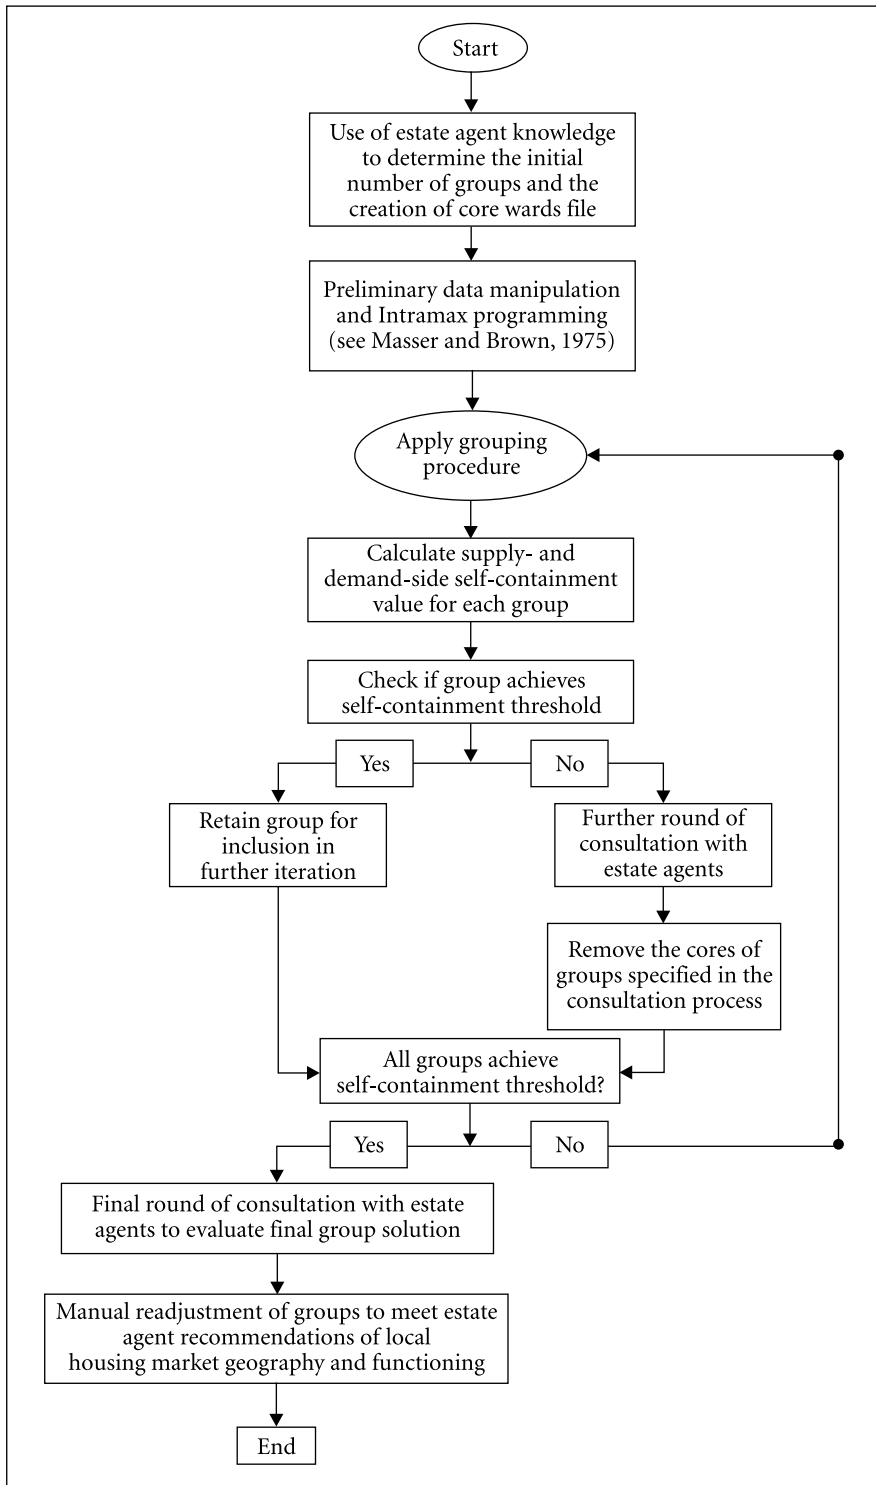 Start
Use of estate agent knowledge
to determine the initial
number of groups and the
creation of core wards file
Preliminary data manipulation
and Intramax programming
(see Masser and Brown, 1975)
Apply grouping
procedure
Calculate supply- and
demand-side self-containment
value for each group
Check if group achieves
self-containment threshold
Yes
No
Retain group for
inclusion in
further iteration
Further round of
consultation with
estate agents
Remove the cores of
groups specified in the
consultation process
All groups achieve
self-containment threshold?
Yes
No
Final round of consultation with estate
agents to evaluate final group solution
Manual readjustment of groups to meet estate
agent recommendations of local
housing market geography and functioning
End